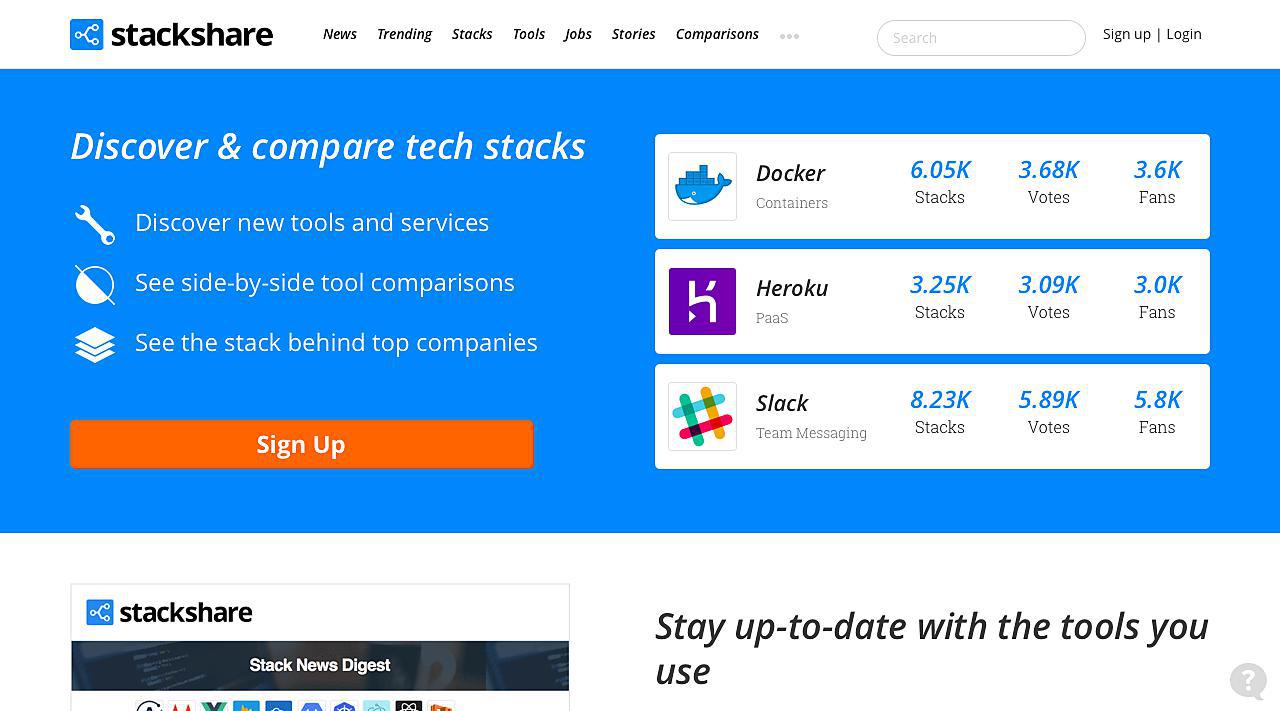 stackshare
News Trending Stacks Tools Jobs Stories Comparisons
Search
Sign up | Login
Discover & compare tech stacks
Discover new tools and services
See side-by-side tool comparisons
See the stack behind top companies
Sign Up
Docker
Containers
6.05K 3.68K 3.6K
Stacks Votes Fans
Heroku
PaaS
3.25K 3.09K 3.0K
Stacks Votes Fans
Slack
Team Messaging
8.23K 5.89K 5.8K
Stacks Votes Fans
stackshare
Stack News Digest
Stay up-to-date with the tools you
use
?